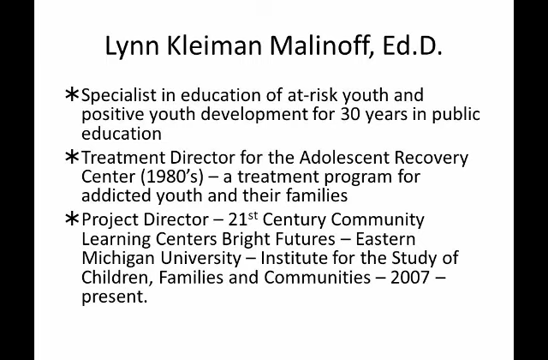 Lynn Kleiman Malinoff, Ed.D.
*Specialist in education of at-risk youth and
positive youth development for 30 years in public
education
*Treatment Director for the Adolescent Recovery
Center (1980's) – a treatment program for
addicted youth and their families
*Project Director – 21st Century Community
Learning Centers Bright Futures – Eastern
Michigan University – Institute for the Study of
Children, Families and Communities – 2007 –
present.